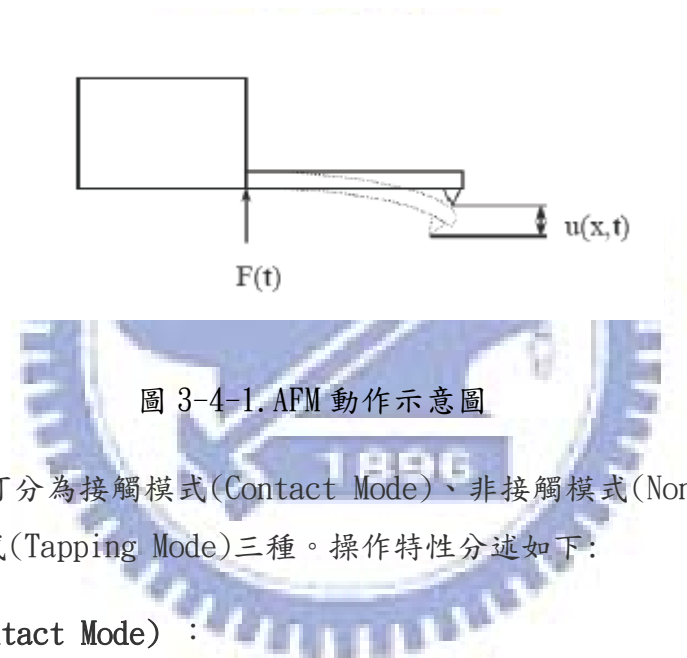 u(x,t)
F(t)
圖 3-4-1.AFM 動作示意圖
1896
分為接觸模式(Contact Mode)、非接觸模式(Non
(Tapping Mode)三種。操作特性分述如下:
tact Mode) :